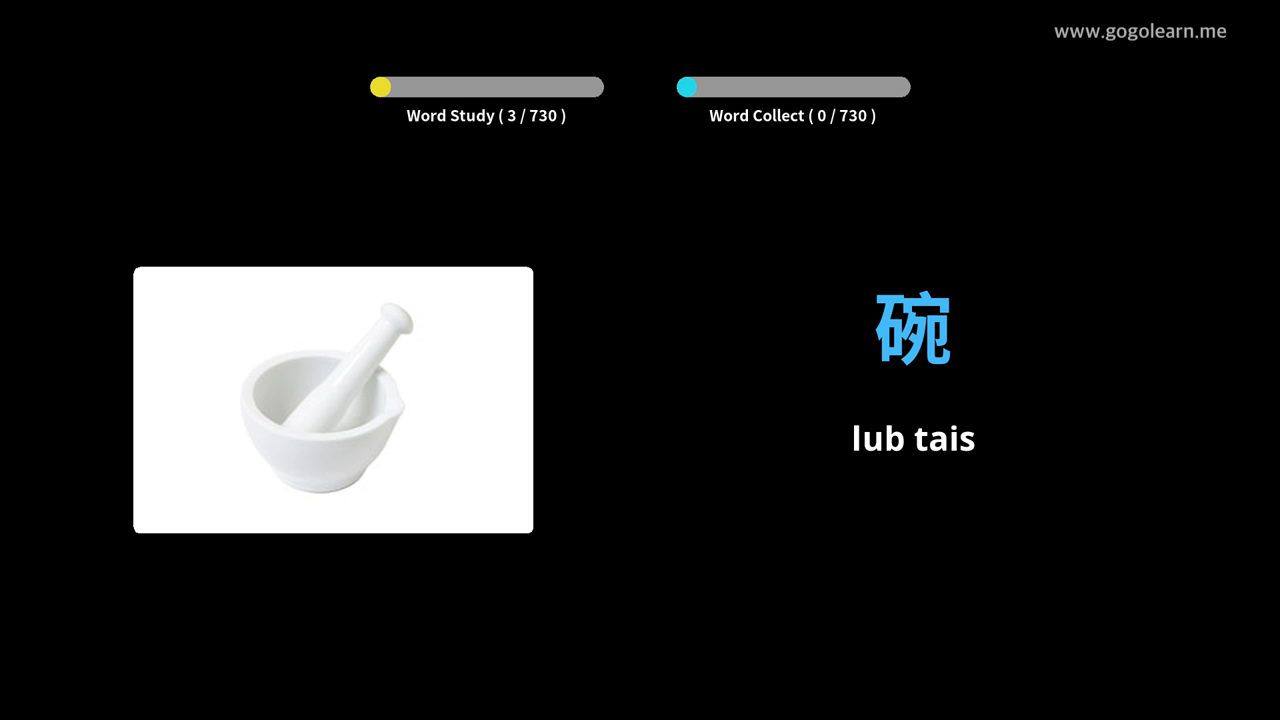 www.gogolearn.me
Word Study ( 3 / 730 )
Word Collect ( 0 / 730 )
碗
lub tais